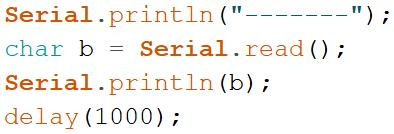 Serial.println("-------");
char b = Serial.read();
Serial.println(b);
delay(1000);